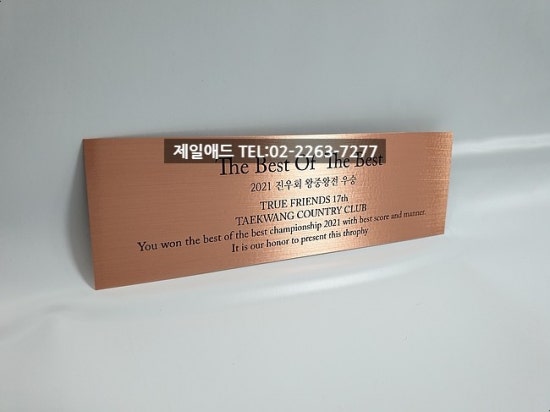 제일애드 TEL:02-2263-7277
The Best Of The Best
2021 진우회 왕중왕전 우승
TRUE FRIENDS 17th
TAEKWANG COUNTRY CLUB
You won the best of the best championship 2021 with best score and manner.
It is our honor to present this throphy